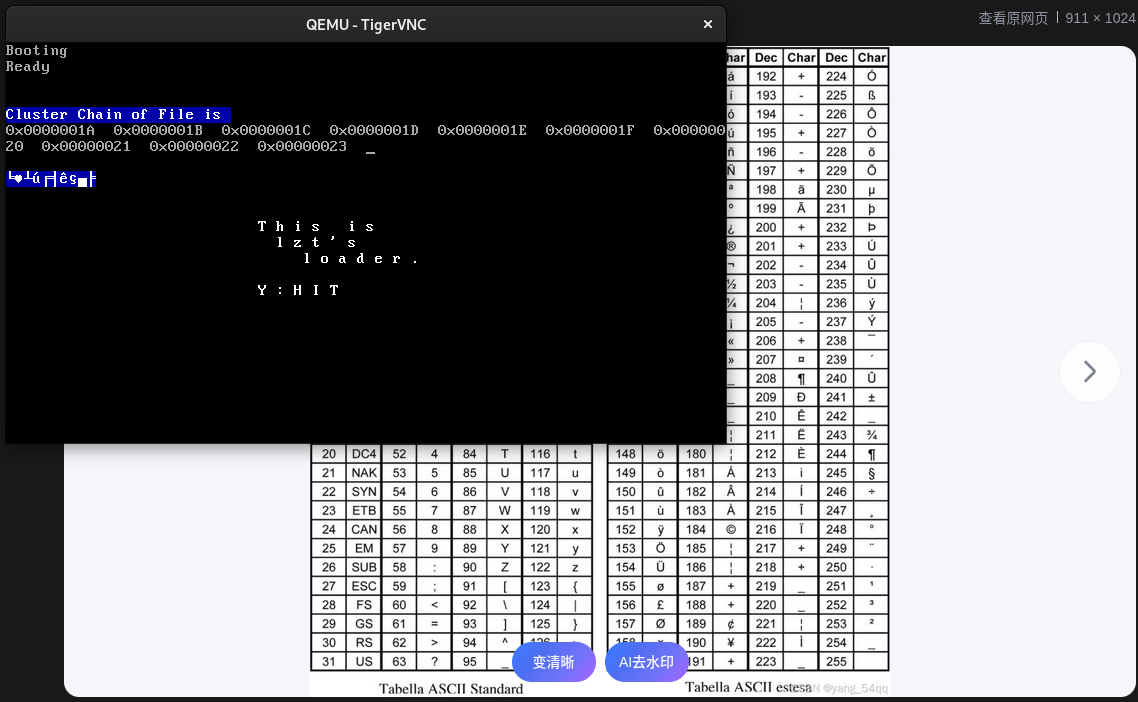 查看原网页 | 911 × 1024
QEMU - TigerVNC
Booting
Ready
Cluster Chain of File is
0x0000001A 0x0000001B 0x0000001C 0x0000001D 0x0000001E 0x0000001F 0x000000
20 0x00000021 0x00000022 0x00000023 _
This is
lzt's
loader.
Y:HIT
har Dec Char Dec Char
á 192 + 224 Ó
í 193 - 225 ß
ó 194 - 226 Ô
ú 195 + 227 Ò
ñ 196 - 228 õ
Ñ 197 + 229 Õ
ª 198 ã 230 µ
º 199 Ã 231 þ
¿ 200 + 232 Þ
® 201 + 233 Ú
¬ 202 - 234 Û
½ 203 - 235 Ù
¼ 204 ¦ 236 ý
¡ 205 - 237 Ý
« 206 + 238 ¯
» 207 ¤ 239 ´
_ 208 ¶ 240 Û
_ 209 Ð 241 ±
_ 210 Ê 242 _
¦ 211 Ë 243 ¾
20 DC4 52 4 84 T 116 t 148 ö 180 ¦ 212 È 244 ¶
21 NAK 53 5 85 U 117 u 149 ò 181 Á 213 i 245 §
22 SYN 54 6 86 V 118 v 150 û 182 Â 214 Í 246 ÷
23 ETB 55 7 87 W 119 w 151 ù 183 À 215 Î 247 ¸
24 CAN 56 8 88 X 120 x 152 ÿ 184 © 216 Ï 248 °
25 EM 57 9 89 Y 121 y 153 Ö 185 ¦ 217 + 249 ¨
26 SUB 58 : 90 Z 122 z 154 Ü 186 ¦ 218 + 250 ·
27 ESC 59 ; 91 [ 123 { 155 ø 187 + 219 _ 251 ¹
28 FS 60 < 92 \ 124 | 156 £ 188 + 220 _ 252 ³
29 GS 61 = 93 ] 125 } 157 Ø 189 ¢ 221 ¦ 253 ²
30 RS 62 > 94 ^ 126 158 190 ¥ 222 Ì 254 _
31 US 63 ? 95 _ 191 + 223 _ 255
变清晰 AI去水印
Tabella ASCII Standard Tabella ASCII estesa
@yang_54qq